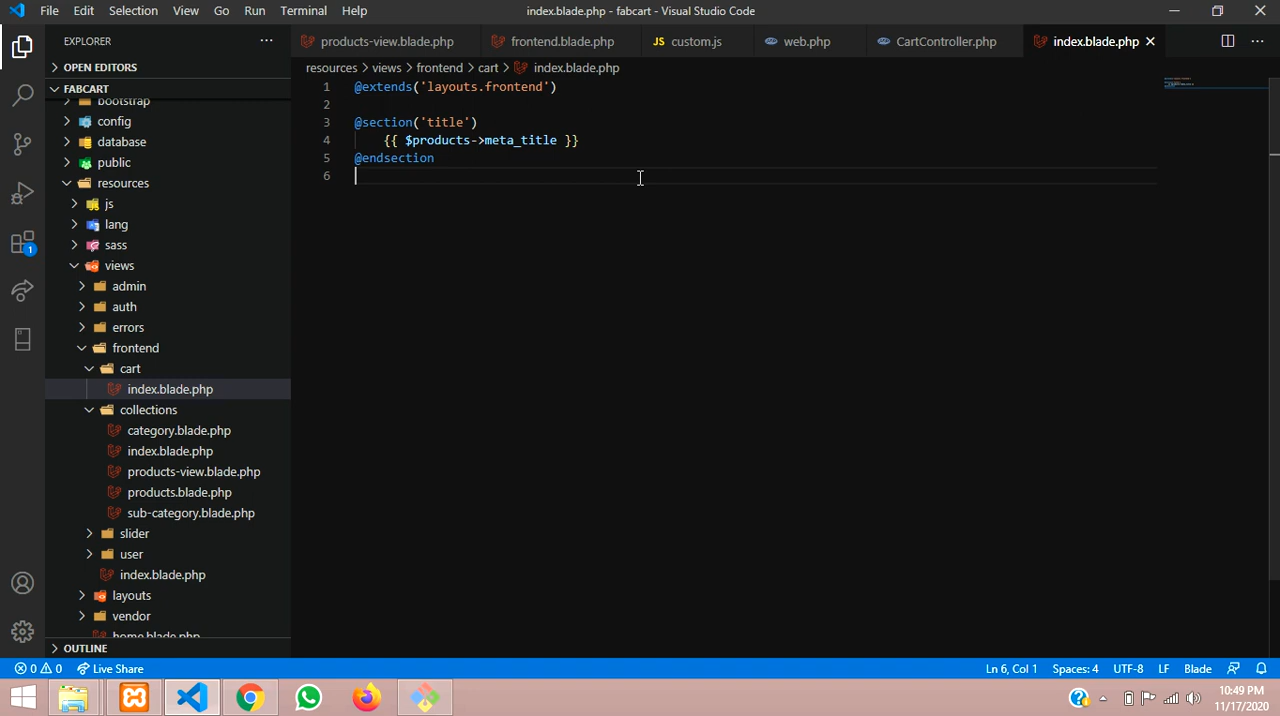 File Edit Selection View Go Run Terminal Help
index.blade.php - fabcart - Visual Studio Code
EXPLORER
products-view.blade.php
frontend.blade.php
JS custom.js
web.php
CartController.php
index.blade.php
OPEN EDITORS
resources > views > frontend > cart > index.blade.php
FABCART
bootstrap
config
database
public
resources
js
lang
sass
views
admin
auth
errors
frontend
cart
index.blade.php
collections
category.blade.php
index.blade.php
products-view.blade.php
products.blade.php
sub-category.blade.php
slider
user
index.blade.php
layouts
vendor
home.blade.php
OUTLINE
1 @extends('layouts.frontend')
2
3 @section('title')
4 {{ $products->meta_title }}
5 @endsection
6
1
0 0 Live Share
Ln 6, Col 1 Spaces: 4 UTF-8 LF Blade
10:49 PM
11/17/2020